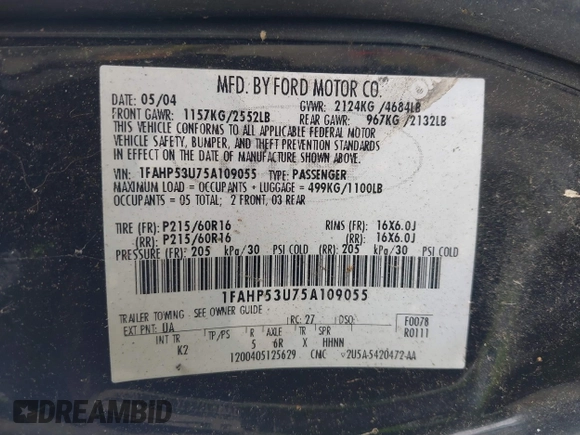 MFD. BY FORD MOTOR CO.
DATE: 05/04 GVWR: 2124KG /4684LB
FRONT GAWR: 1157KG/2552LB REAR GAWR: 967KG /2132LB
THIS VEHICLE CONFORMS TO ALL APPLICABLE FEDERAL MOTOR
VEHICLE SAFETY, BUMPER, AND THEFT PREVENTION STANDARDS
IN EFFECT ON THE DATE OF MANUFACTURE SHOWN ABOVE.
VIN: 1FAHP53U75A109055 TYPE: PASSENGER
MAXIMUM LOAD = OCCUPANTS + LUGGAGE = 499KG/1100LB
OCCUPANTS = 05 TOTAL; 2 FRONT, 03 REAR
TIRE (FR): P215/60R16 RIMS (FR): 16X6.0J
(RR): P215/60R16 (RR): 16X6.0J
PRESSURE (FR): 205 kPa/30 PSI COLD (RR): 205 kPa/30 PSI COLD
1FAHP53U75A109055
TRAILER TOWING: SEE OWNER GUIDE
EXT PNT: UA RC: 27 DSO: F0078
INT TR TP/PS R AXLE TR SPR R0111
K2 5 6R X HHNN
1200405125629 CMC 2U5A-5420472-AA
DREAMBID